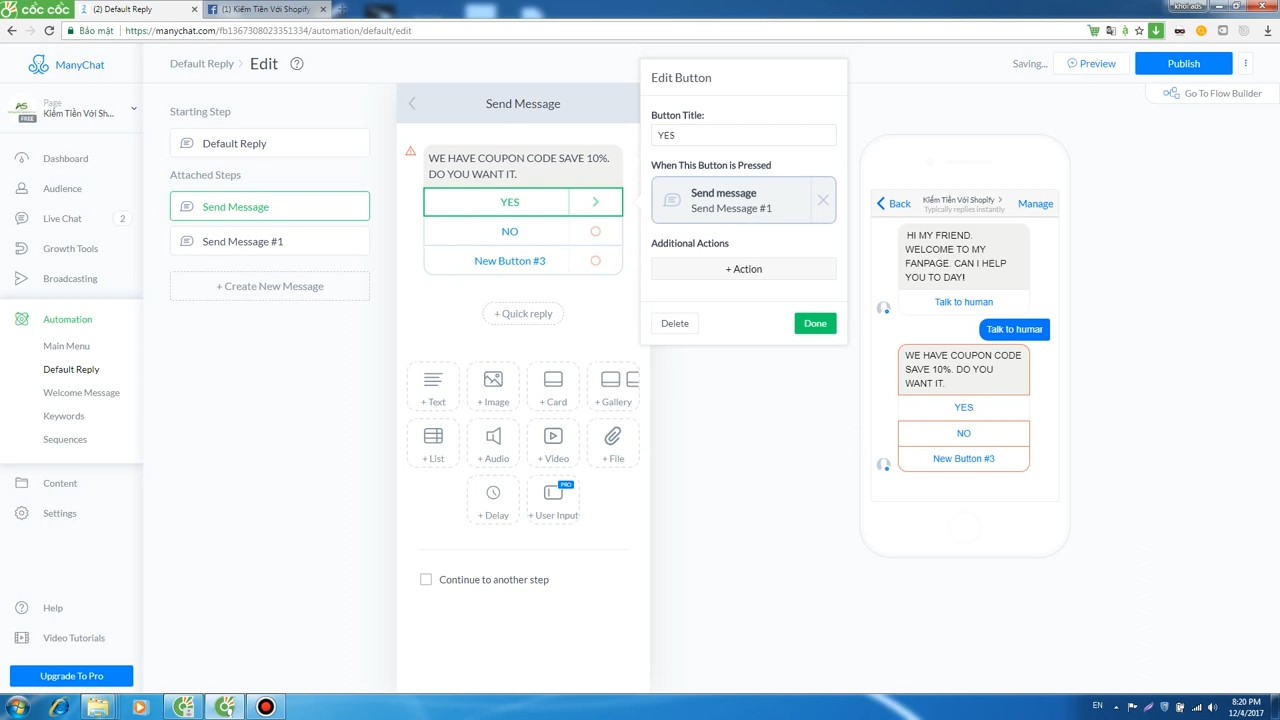 CỐC CỐC
(2) Default Reply
(1) Kiếm Tiền Với Shopify
khoi ads
Bảo mật
https://manychat.com/fb1367308023351334/automation/default/edit
ManyChat
Default Reply
Edit
Saving...
Preview
Publish
Page
Kiếm Tiền Với Sh...
FREE
Go To Flow Builder
Dashboard
Audience
Live Chat
2
Growth Tools
Broadcasting
Automation
Main Menu
Default Reply
Welcome Message
Keywords
Sequences
Content
Settings
Help
Video Tutorials
Upgrade To Pro
Starting Step
Default Reply
Attached Steps
Send Message
Send Message #1
+ Create New Message
Send Message
WE HAVE COUPON CODE SAVE 10%.
DO YOU WANT IT.
YES
NO
New Button #3
+ Quick reply
+ Text
+ Image
+ Card
+ Gallery
+ List
+ Audio
+ Video
+ File
+ Delay
PRO
+ User Input
Continue to another step
Edit Button
Button Title:
YES
When This Button is Pressed
Send message
Send Message #1
Additional Actions
+ Action
Delete
Done
Back
Kiếm Tiền Với Shopify
Typically replies instantly
Manage
HI MY FRIEND.
WELCOME TO MY
FANPAGE. CAN I HELP
YOU TO DAY!
Talk to human
Talk to human
WE HAVE COUPON CODE
SAVE 10%. DO YOU
WANT IT.
YES
NO
New Button #3
EN
8:20 PM
12/4/2017